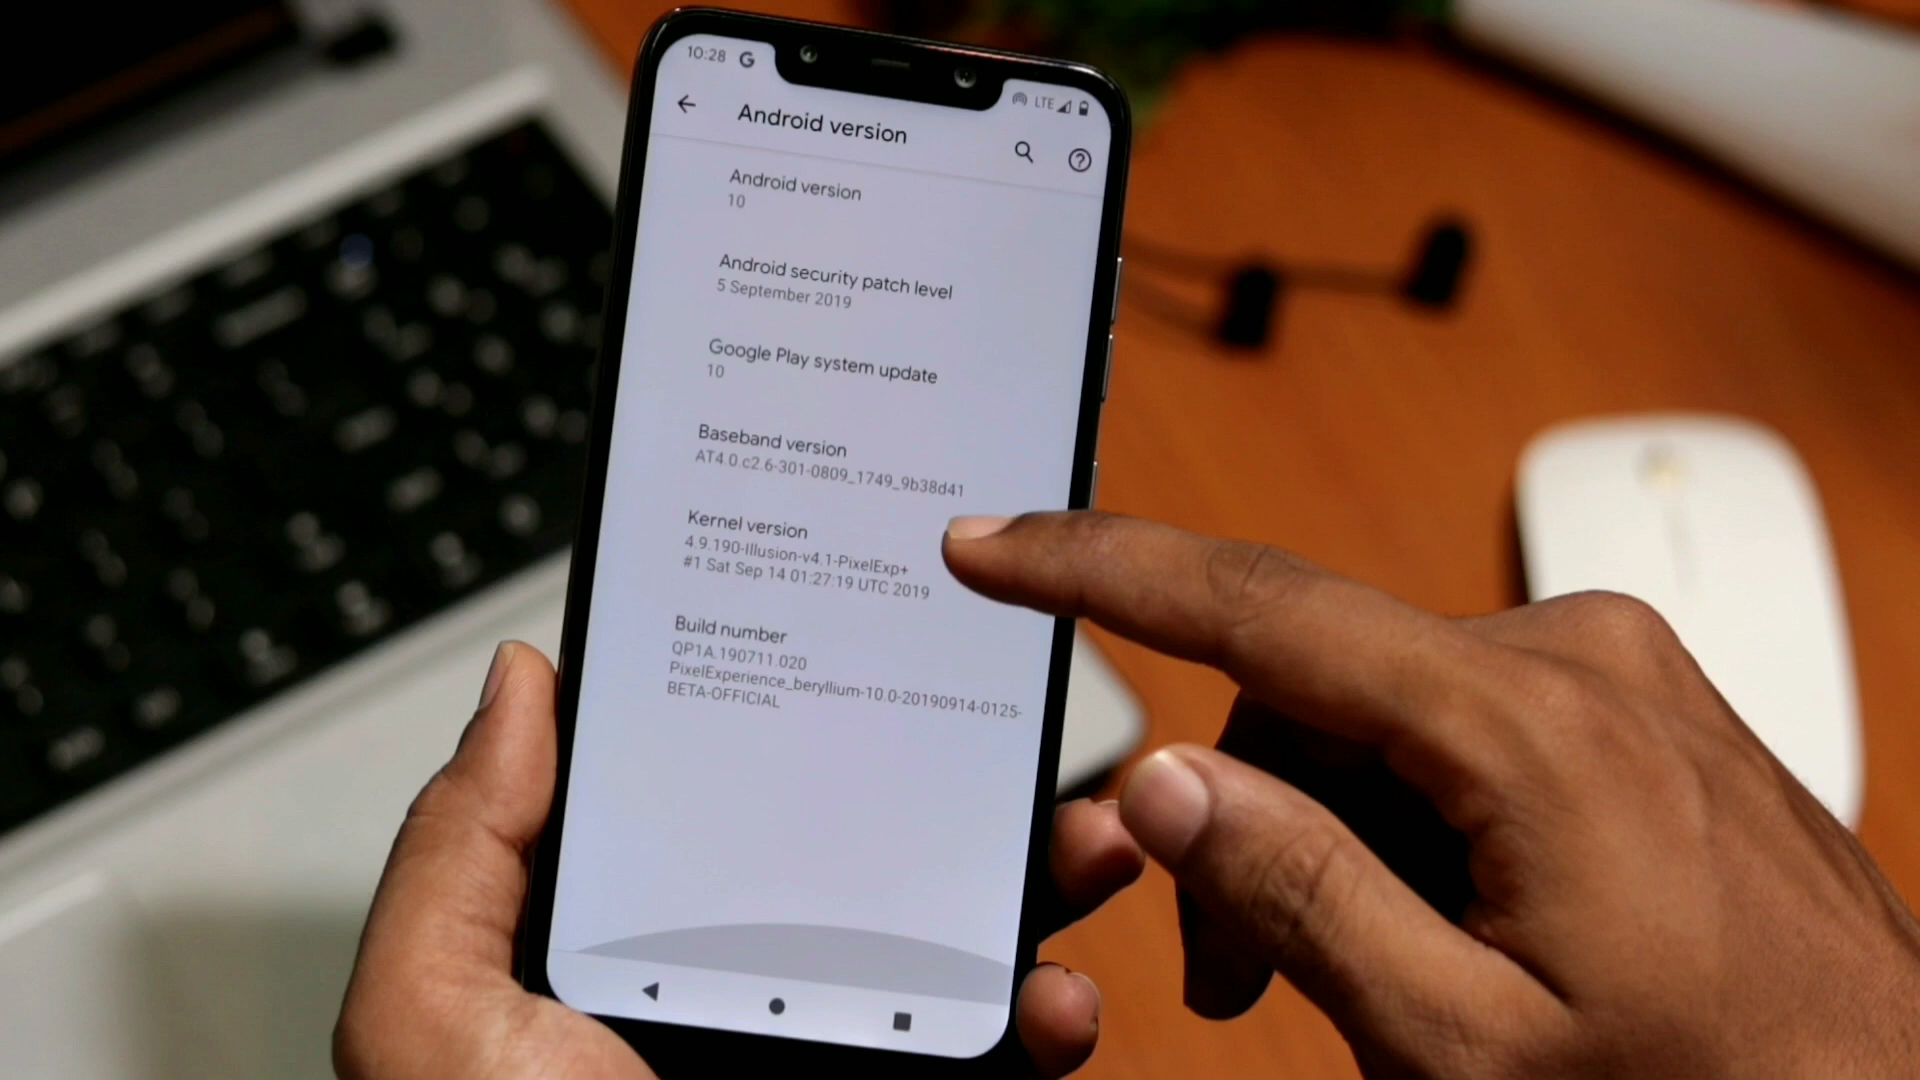 10:28 G
LTE
Android version
Android version
10
Android security patch level
5 September 2019
Google Play system update
10
Baseband version
AT4.0.c2.6-301-0809_1749_9b38d41
Kernel version
4.9.190-Illusion-v4.1-PixelExp+
#1 Sat Sep 14 01:27:19 UTC 2019
Build number
QP1A.190711.020
PixelExperience_beryllium-10.0-20190914-0125-
BETA-OFFICIAL